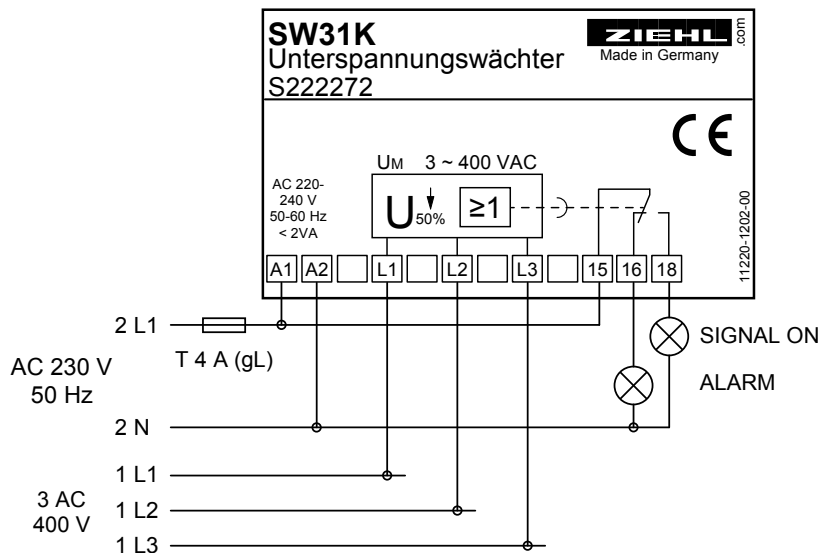 SW31K
ZIEHL
.com
Unterspannungswächter
Made in Germany
S222272
CE
UM 3 ~ 400 VAC
AC 220-
240 V
50-60 Hz
< 2VA
U 50% ≥1
11220-1202-00
A1 A2 L1 L2 L3 15 16 18
2 L1
T 4 A (gL)
SIGNAL ON
AC 230 V
50 Hz
ALARM
2 N
1 L1
3 AC
400 V
1 L2
1 L3